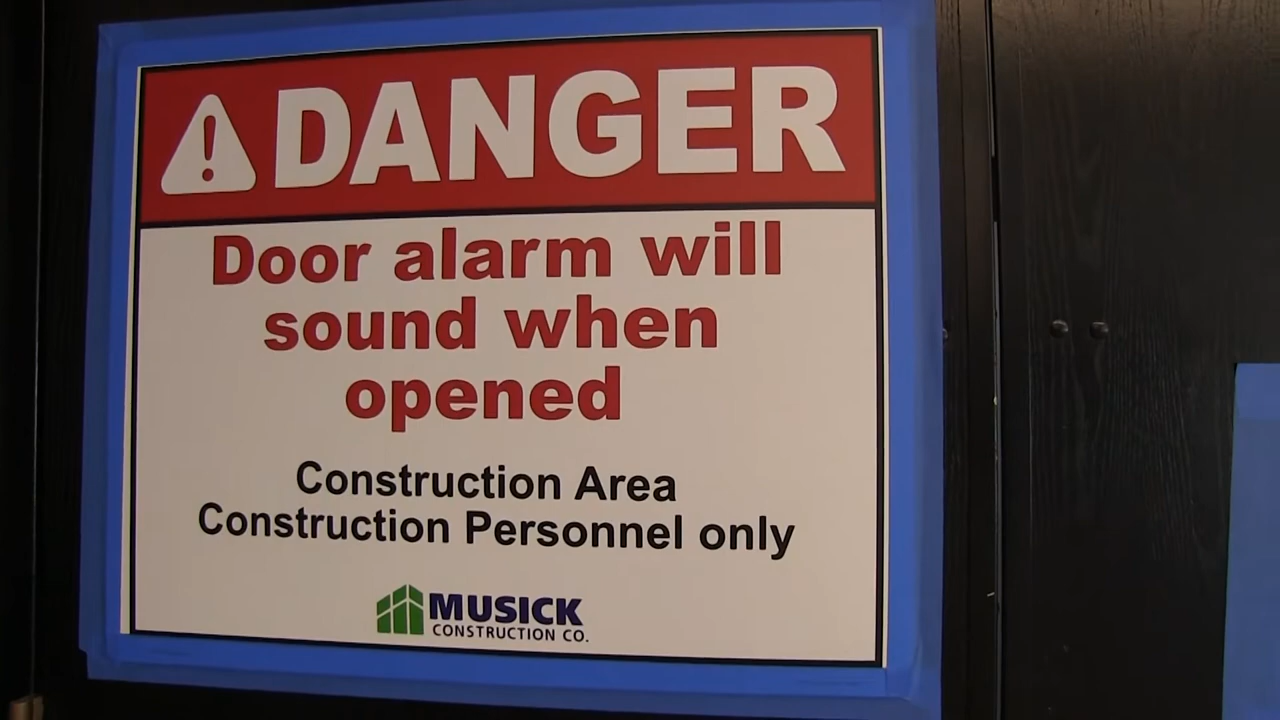 DANGER
Door alarm will
sound when
opened
Construction Area
Construction Personnel only
MUSICK
CONSTRUCTION CO.